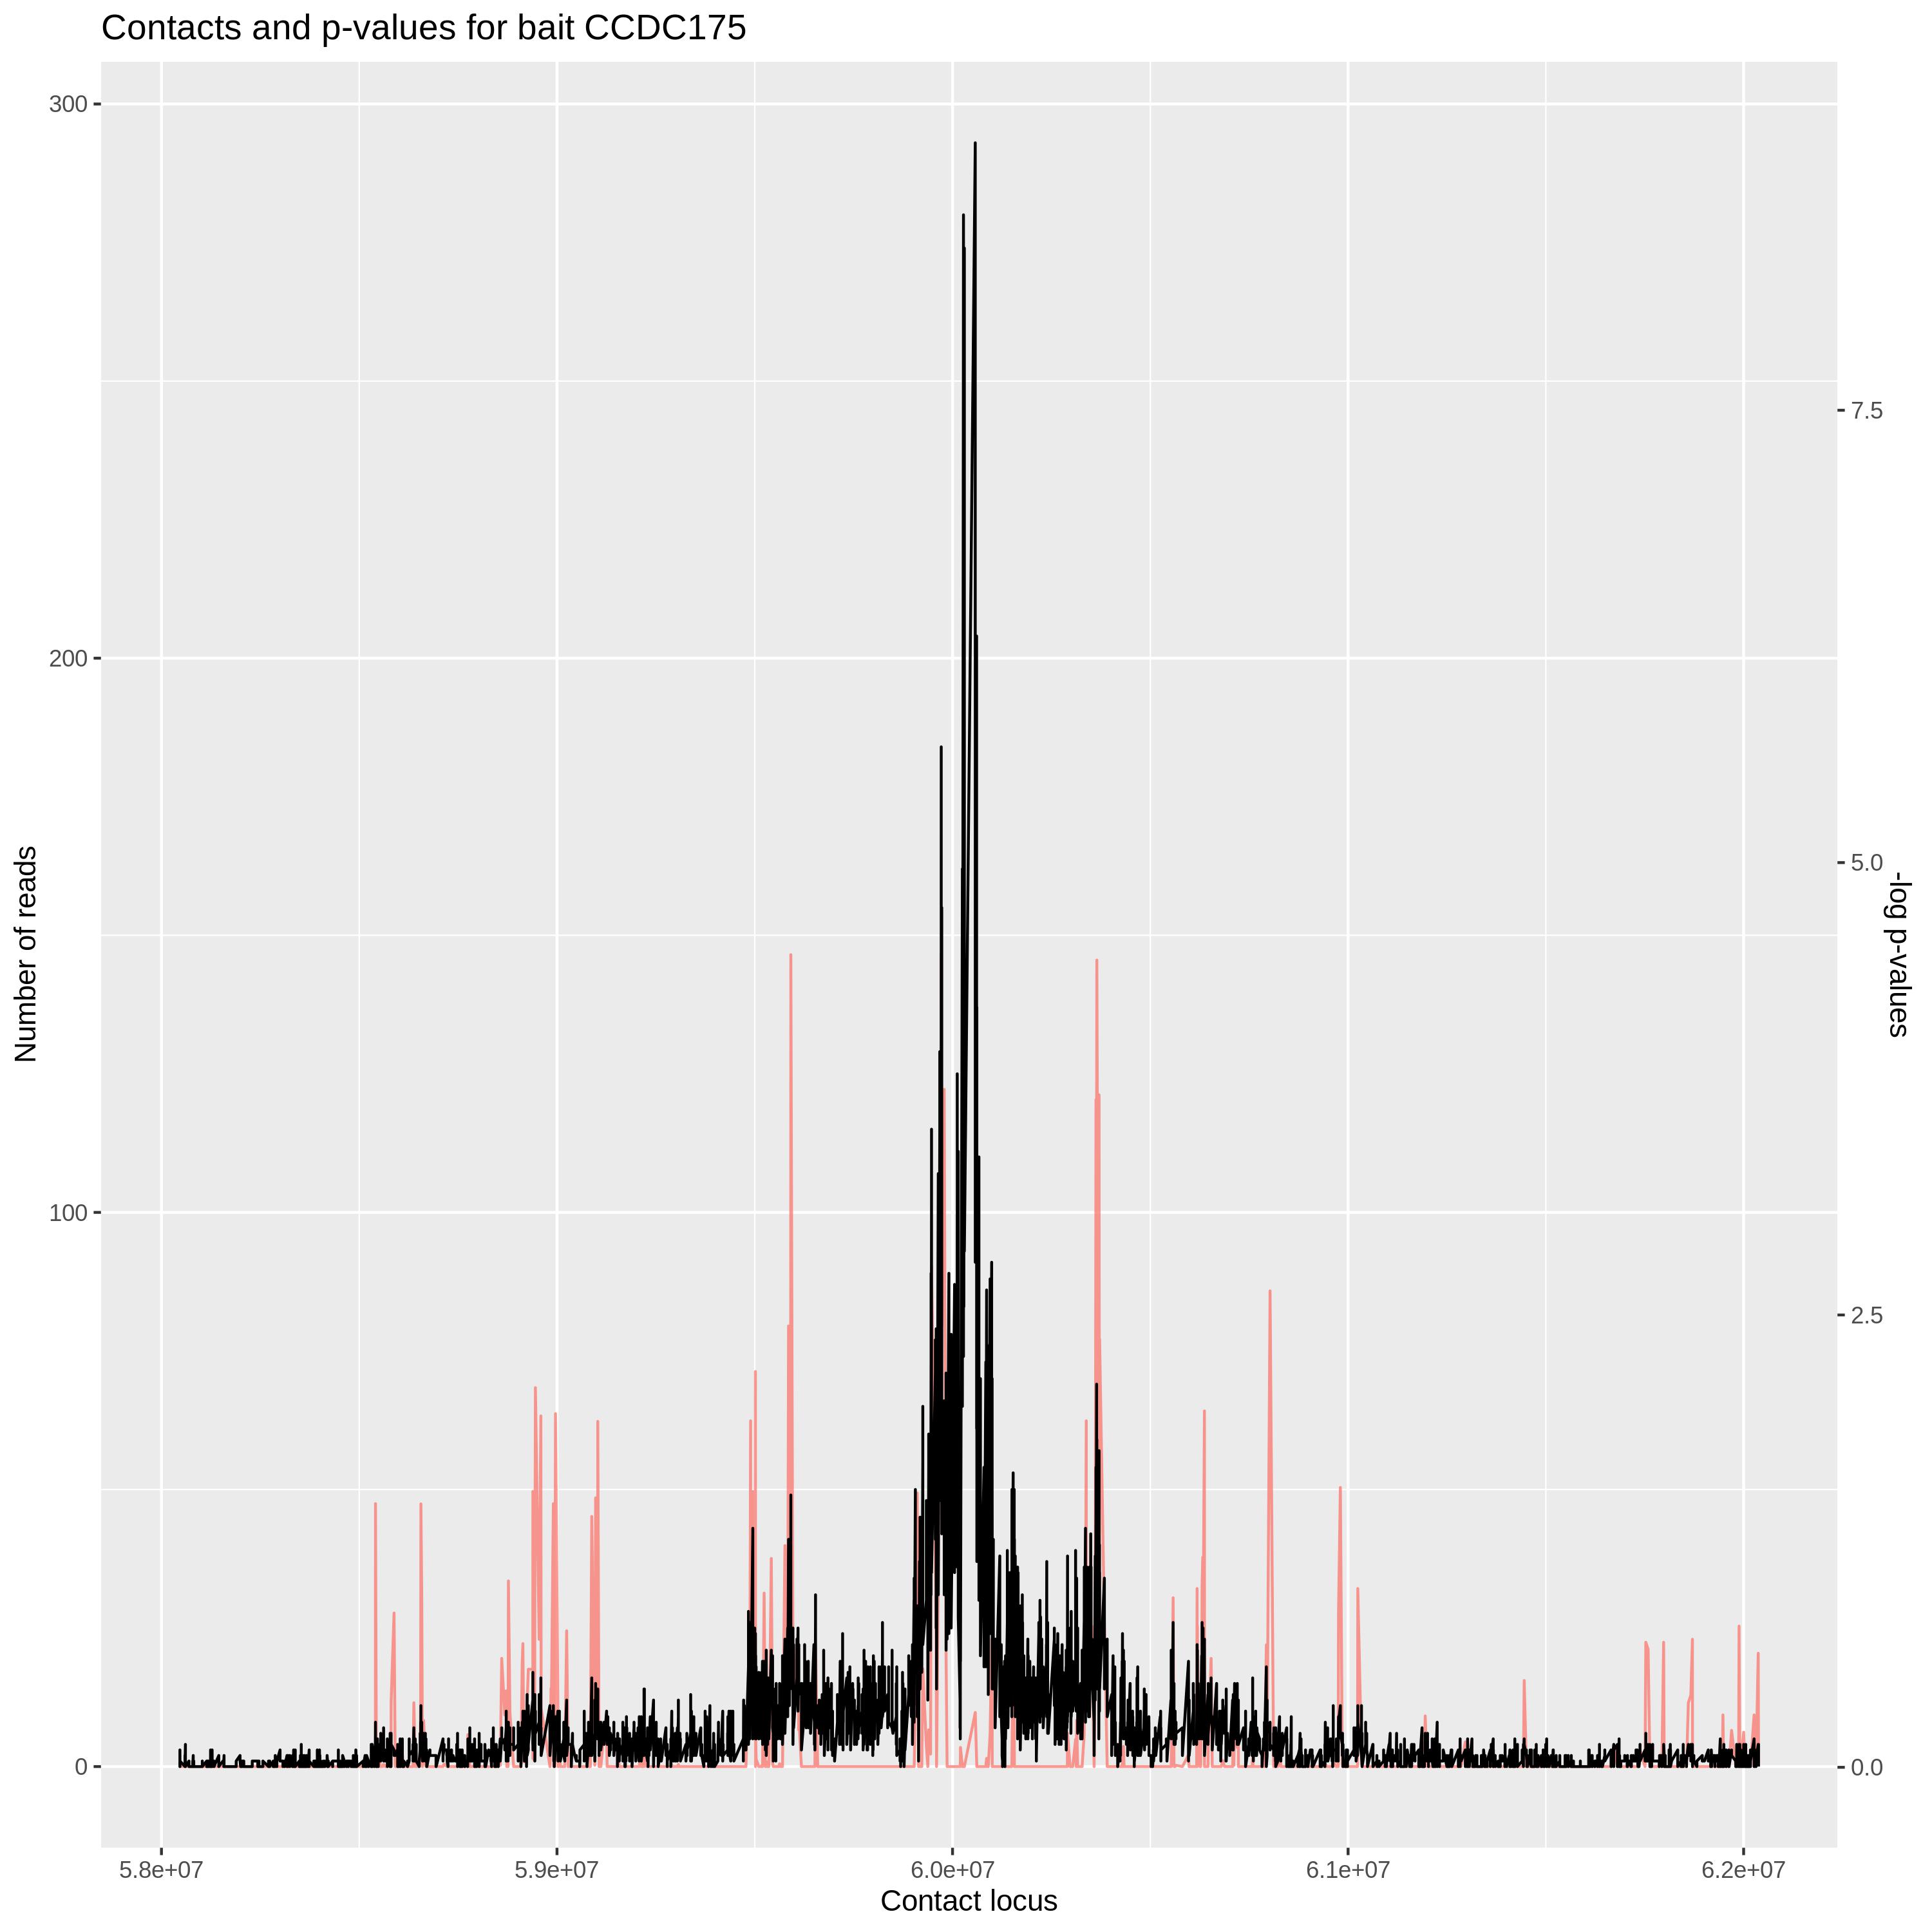 Contacts and p-values for bait CCDC175
300
200
100
0
Number of reads
7.5
5.0
2.5
0.0
-log p-values
5.8e+07 5.9e+07 6.0e+07 6.1e+07 6.2e+07
Contact locus